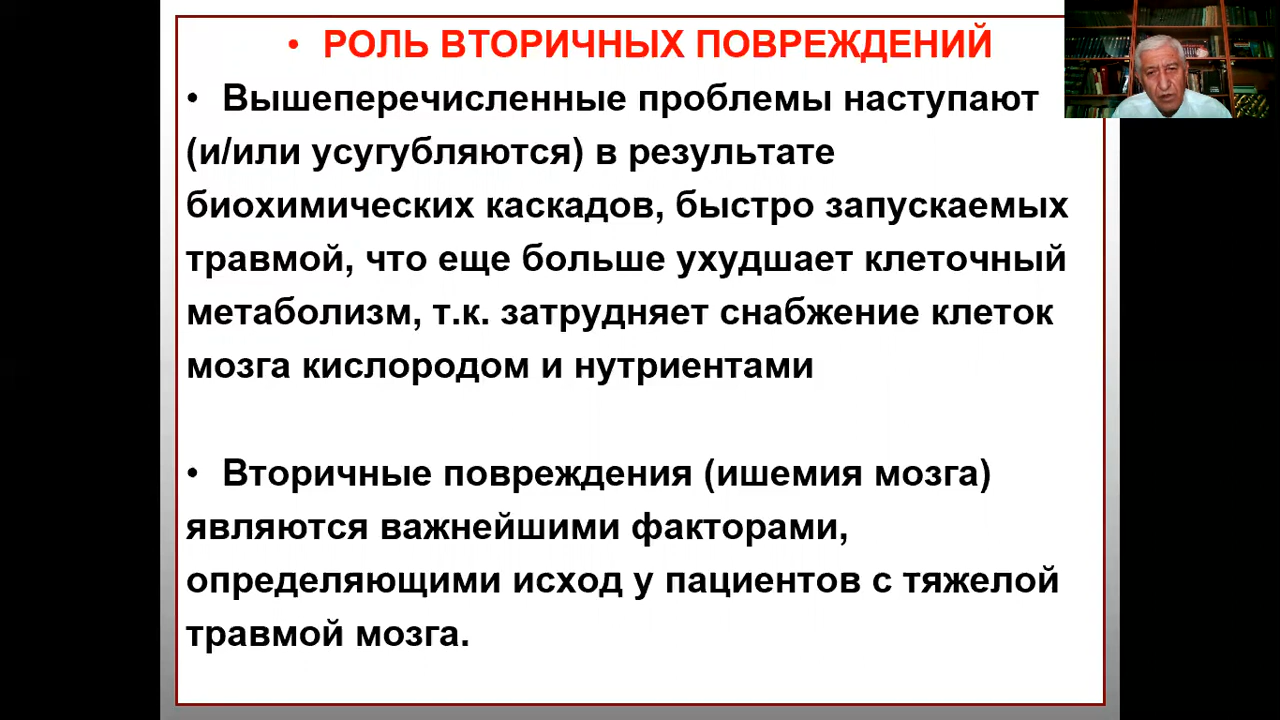 • РОЛЬ ВТОРИЧНЫХ ПОВРЕЖДЕНИЙ
• Вышеперечисленные проблемы наступают
(и/или усугубляются) в результате
биохимических каскадов, быстро запускаемых
травмой, что еще больше ухудшает клеточный
метаболизм, т.к. затрудняет снабжение клеток
мозга кислородом и нутриентами
• Вторичные повреждения (ишемия мозга)
являются важнейшими факторами,
определяющими исход у пациентов с тяжелой
травмой мозга.